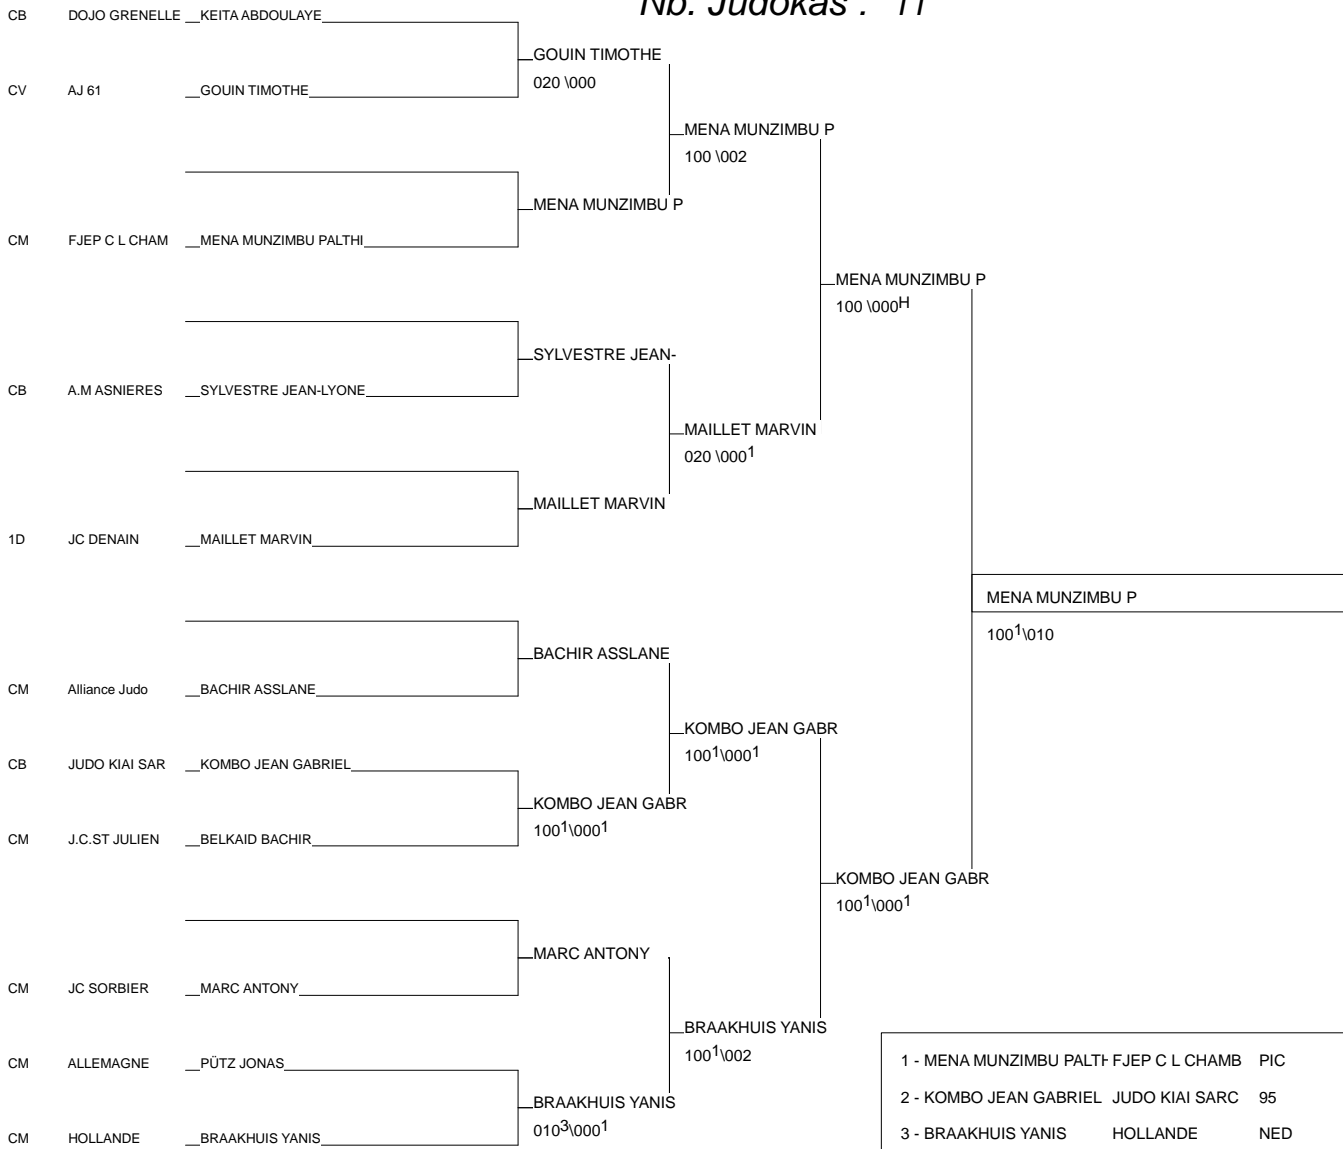 Nb. Judokas : 11
CB DOJO GRENELLE KEITA ABDOULAYE
GOUIN TIMOTHE
020 \000
CV AJ 61 GOUIN TIMOTHE
MENA MUNZIMBU P
100 \002
MENA MUNZIMBU P
CM FJEP C L CHAM MENA MUNZIMBU PALTHI
MENA MUNZIMBU P
100 \000H
SYLVESTRE JEAN-
CB A.M ASNIERES SYLVESTRE JEAN-LYONE
MAILLET MARVIN
020 \0001
MAILLET MARVIN
1D JC DENAIN MAILLET MARVIN
MENA MUNZIMBU P
1001\010
BACHIR ASSLANE
CM Alliance Judo BACHIR ASSLANE
KOMBO JEAN GABR
1001\0001
CB JUDO KIAI SAR KOMBO JEAN GABRIEL
KOMBO JEAN GABR
1001\0001
CM J.C.ST JULIEN BELKAID BACHIR
KOMBO JEAN GABR
1001\0001
MARC ANTONY
CM JC SORBIER MARC ANTONY
BRAAKHUIS YANIS
1001\002
CM ALLEMAGNE PÜTZ JONAS
BRAAKHUIS YANIS
0103\0001
CM HOLLANDE BRAAKHUIS YANIS
1 - MENA MUNZIMBU PALTH FJEP C L CHAMB PIC
2 - KOMBO JEAN GABRIEL JUDO KIAI SARC 95
3 - BRAAKHUIS YANIS HOLLANDE NED